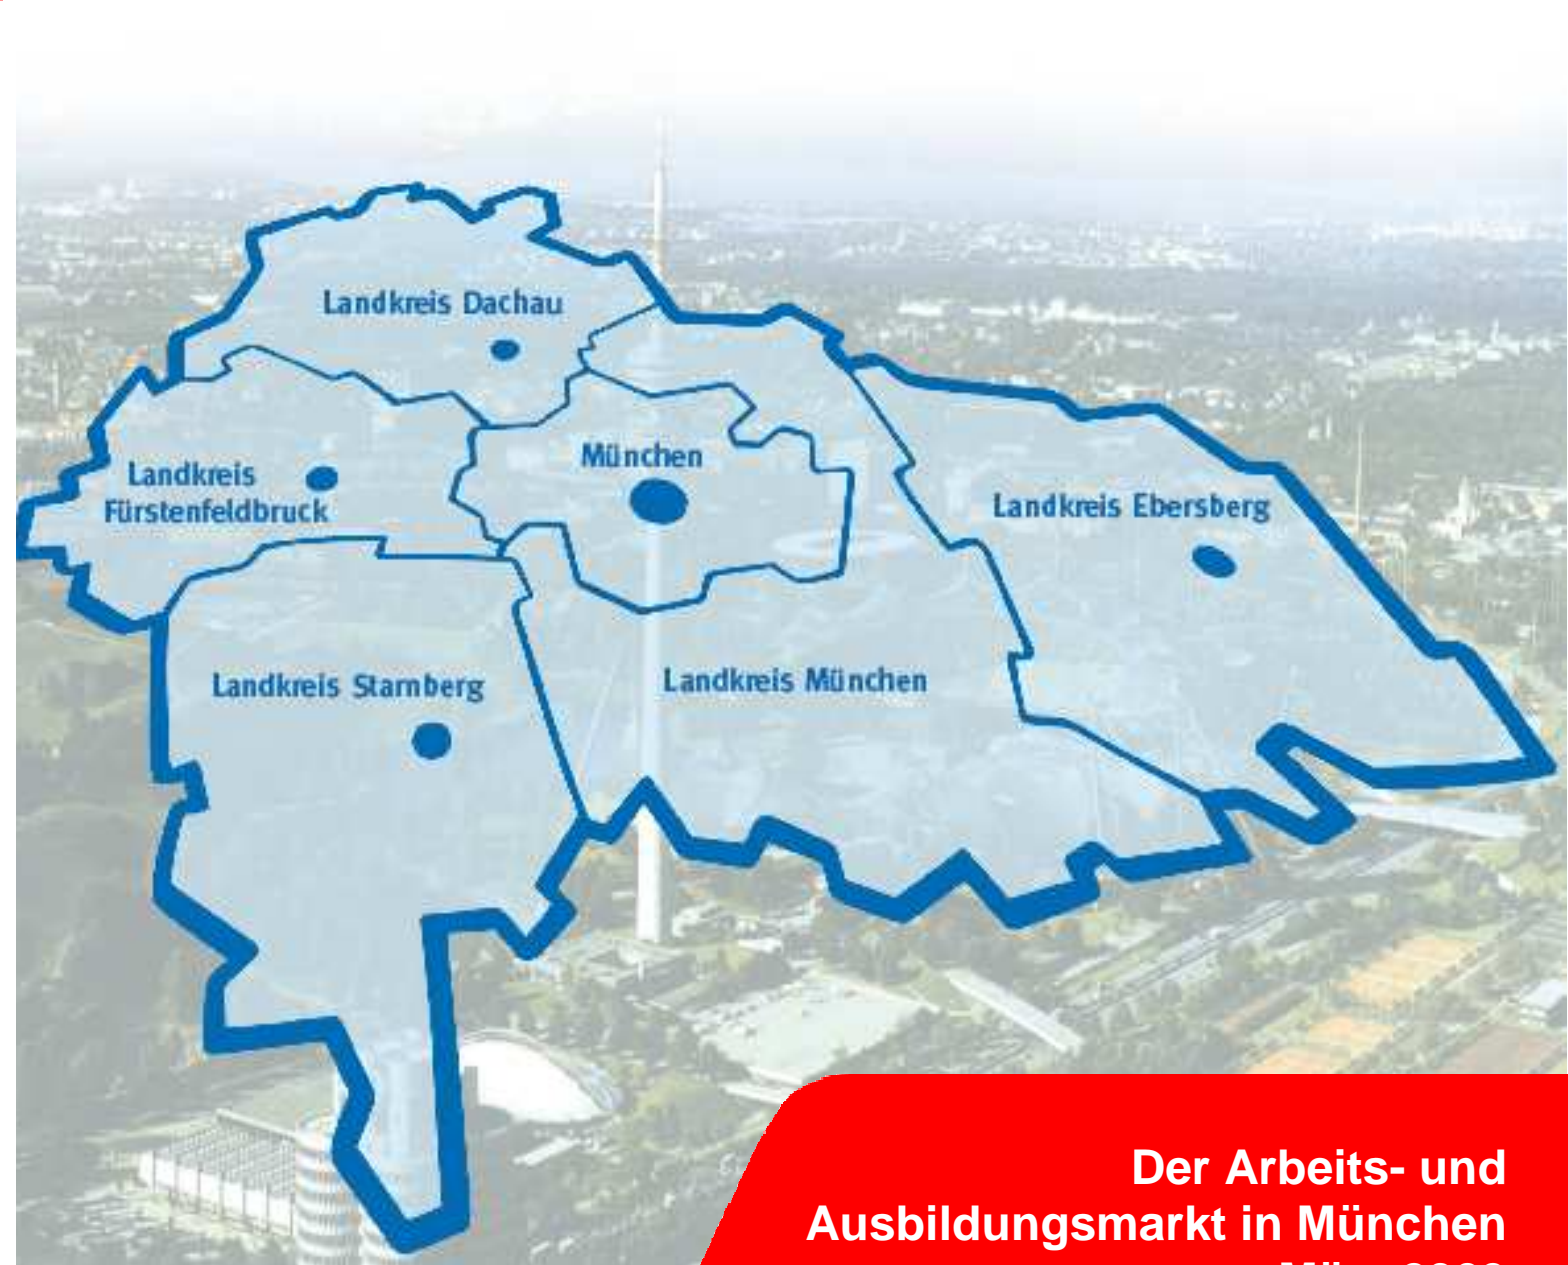 Landkreis Dachau
München
Landkreis
Fürstenfeldbruck
Landkreis Ebersberg
Landkreis Starnberg
Landkreis München
Der Arbeits- und
Ausbildungsmarkt in München